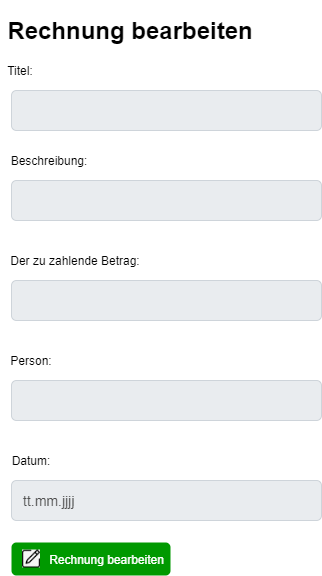 Rechnung bearbeiten
Titel:
Beschreibung:
Der zu zahlende Betrag:
Person:
Datum:
tt.mm.jjjj
Rechnung bearbeiten